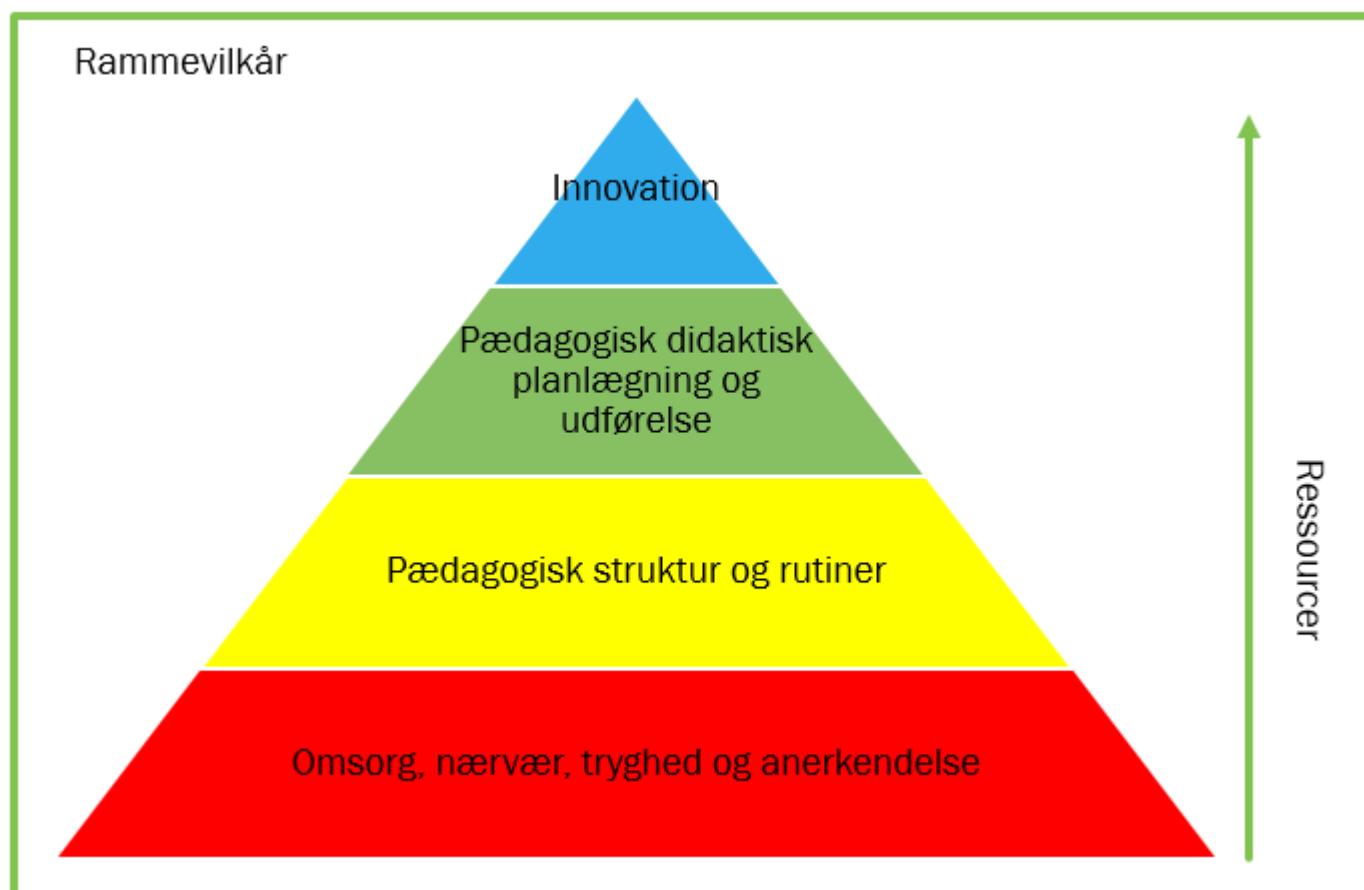 Rammevilkår
Innovation
Pædagogisk didaktisk
planlægning og
udførelse
Pædagogisk struktur og rutiner
Omsorg, nærvær, tryghed og anerkendelse
Ressourcer